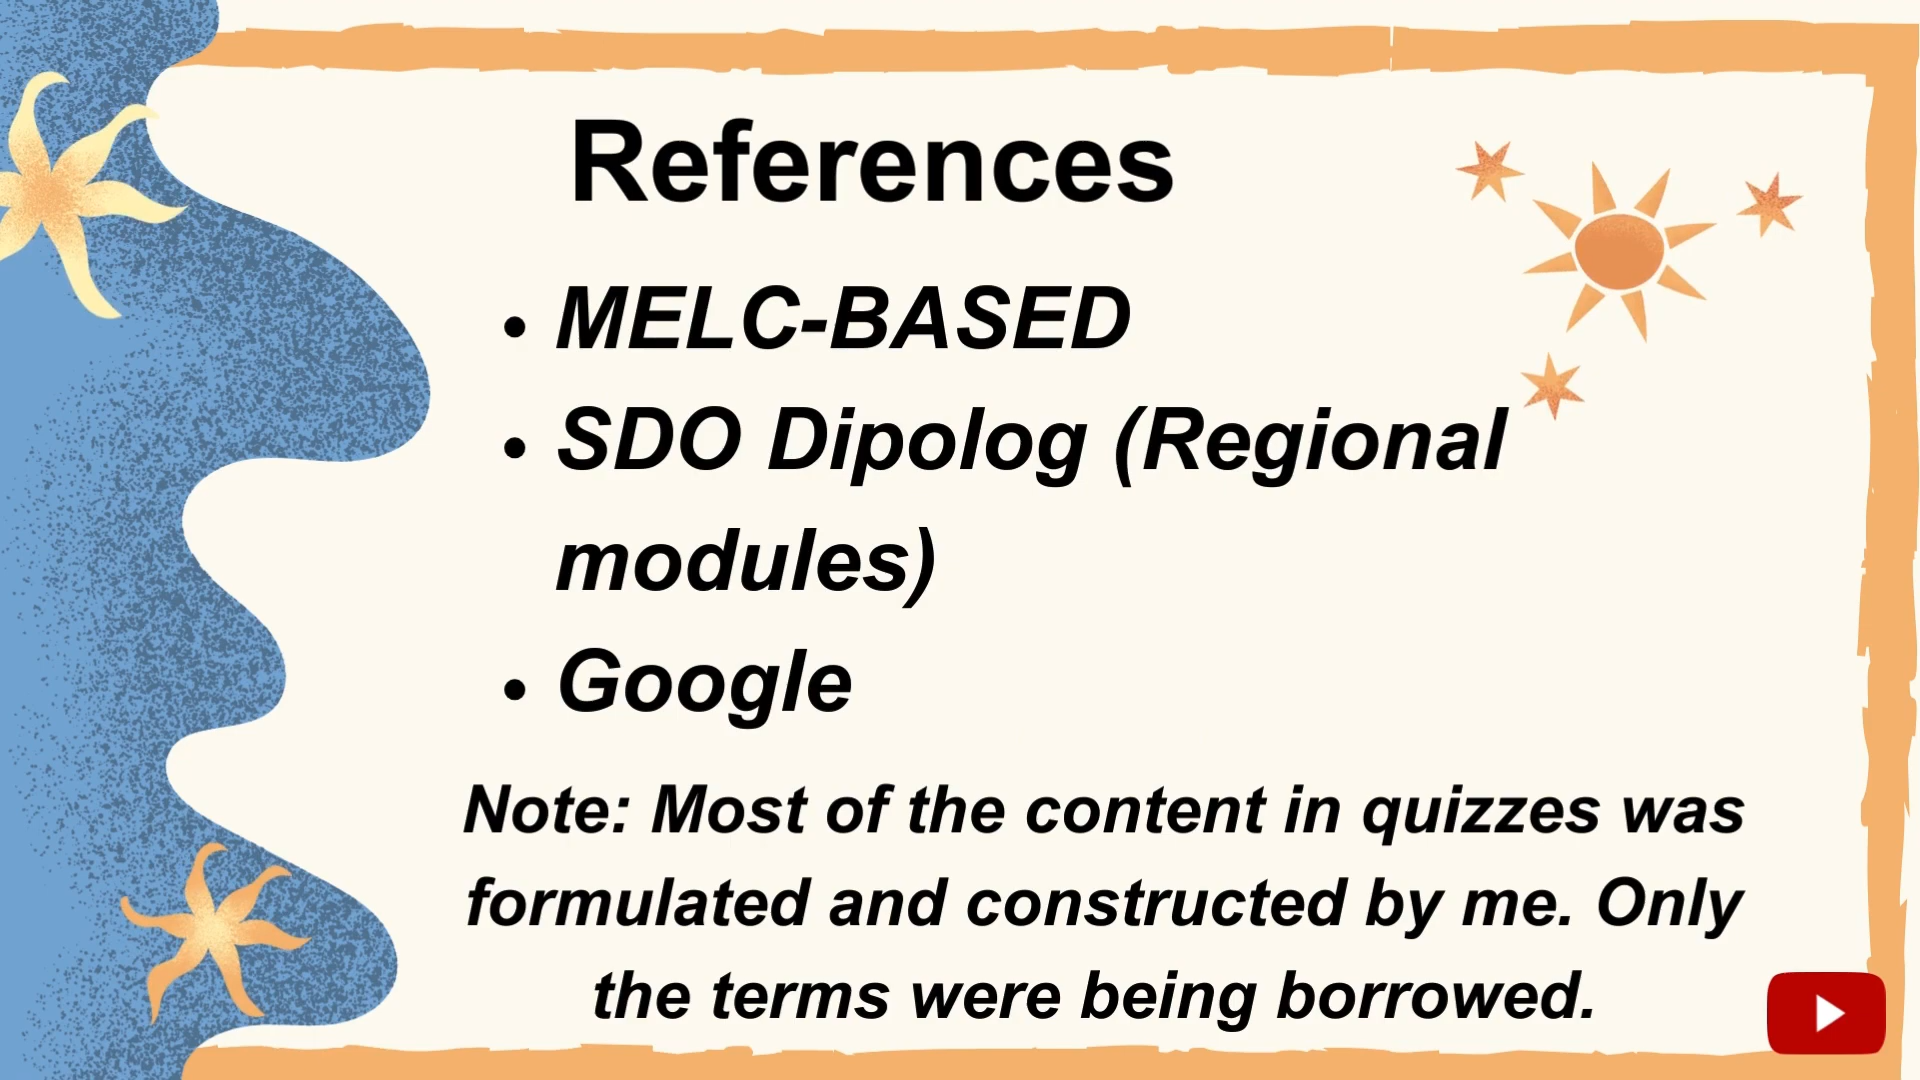 References
• MELC-BASED
• SDO Dipolog (Regional
modules)
• Google
Note: Most of the content in quizzes was
formulated and constructed by me. Only
the terms were being borrowed.